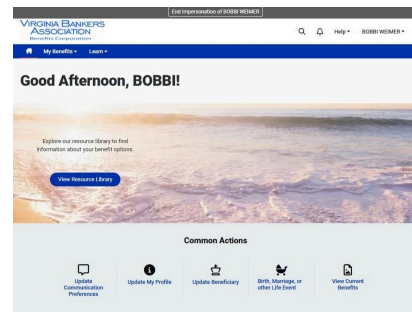 End Impersonation of BOBBI WEIMER
VIRGINIA BANKERS
ASSOCIATION
Benefits Corporation
Help
BOBBI WEIMER
My Benefits
Learn
Good Afternoon, BOBBI!
Explore our resource library to find
information about your benefit options.
View Resource Library
Common Actions
Update
Communication
Preferences
Update My Profile
Update Beneficiary
Birth, Marriage, or
other Life Event
View Current
Benefits